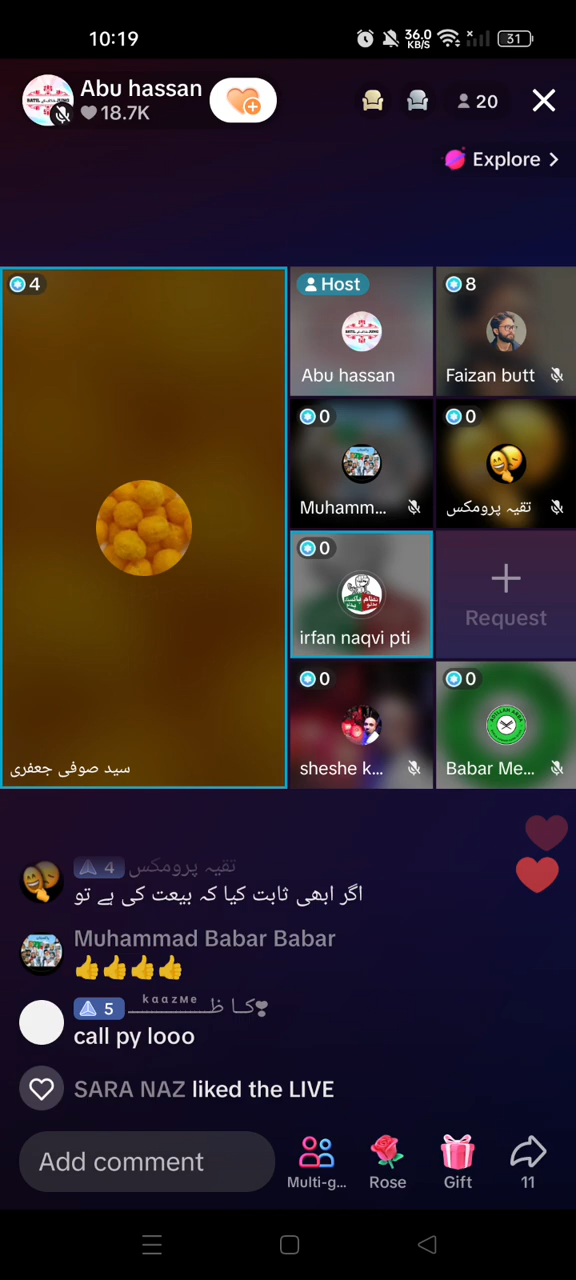 10:19
36.0
KB/S
31
Abu hassan
18.7K
20
Explore
4
Host
Abu hassan
8
Faizan butt
0
Muhamm...
0
تقیہ پرومکس
0
irfan naqvi pti
Request
0
sheshe k...
0
Babar Me...
سید صوفی جعفری
4 تقیہ پرومکس
اگر ابھی ثابت کیا کہ بیعت کی ہے تو
Muhammad Babar Babar
👍👍👍👍
5 كـا ظـــــــــᵏᵃᵃᶻᴹᵉ❣
call py looo
SARA NAZ liked the LIVE
Add comment
Multi-g...
Rose
Gift
11